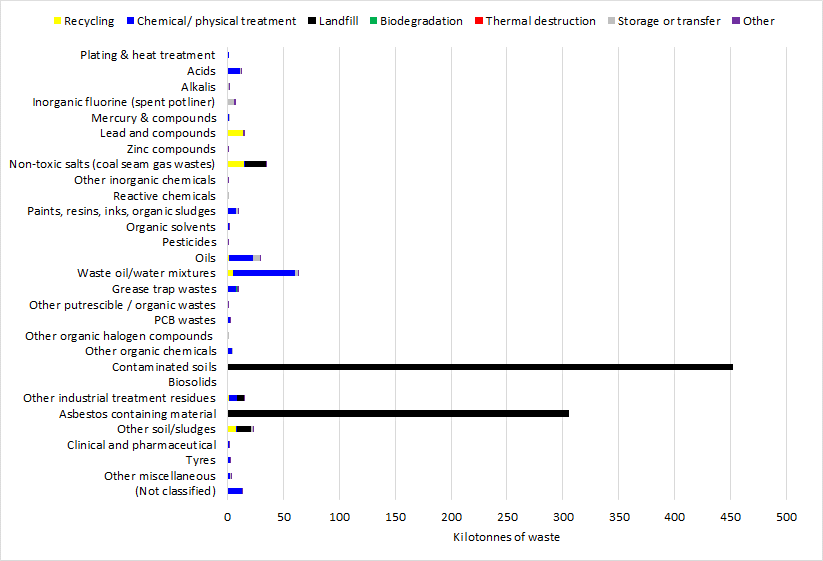 Recycling Chemical/ physical treatment Landfill Biodegradation Thermal destruction Storage or transfer Other
Plating & heat treatment
Acids
Alkalis
Inorganic fluorine (spent potliner)
Mercury & compounds
Lead and compounds
Zinc compounds
Non-toxic salts (coal seam gas wastes)
Other inorganic chemicals
Reactive chemicals
Paints, resins, inks, organic sludges
Organic solvents
Pesticides
Oils
Waste oil/water mixtures
Grease trap wastes
Other putrescible / organic wastes
PCB wastes
Other organic halogen compounds
Other organic chemicals
Contaminated soils
Biosolids
Other industrial treatment residues
Asbestos containing material
Other soil/sludges
Clinical and pharmaceutical
Tyres
Other miscellaneous
(Not classified)
0 50 100 150 200 250 300 350 400 450 500
Kilotonnes of waste